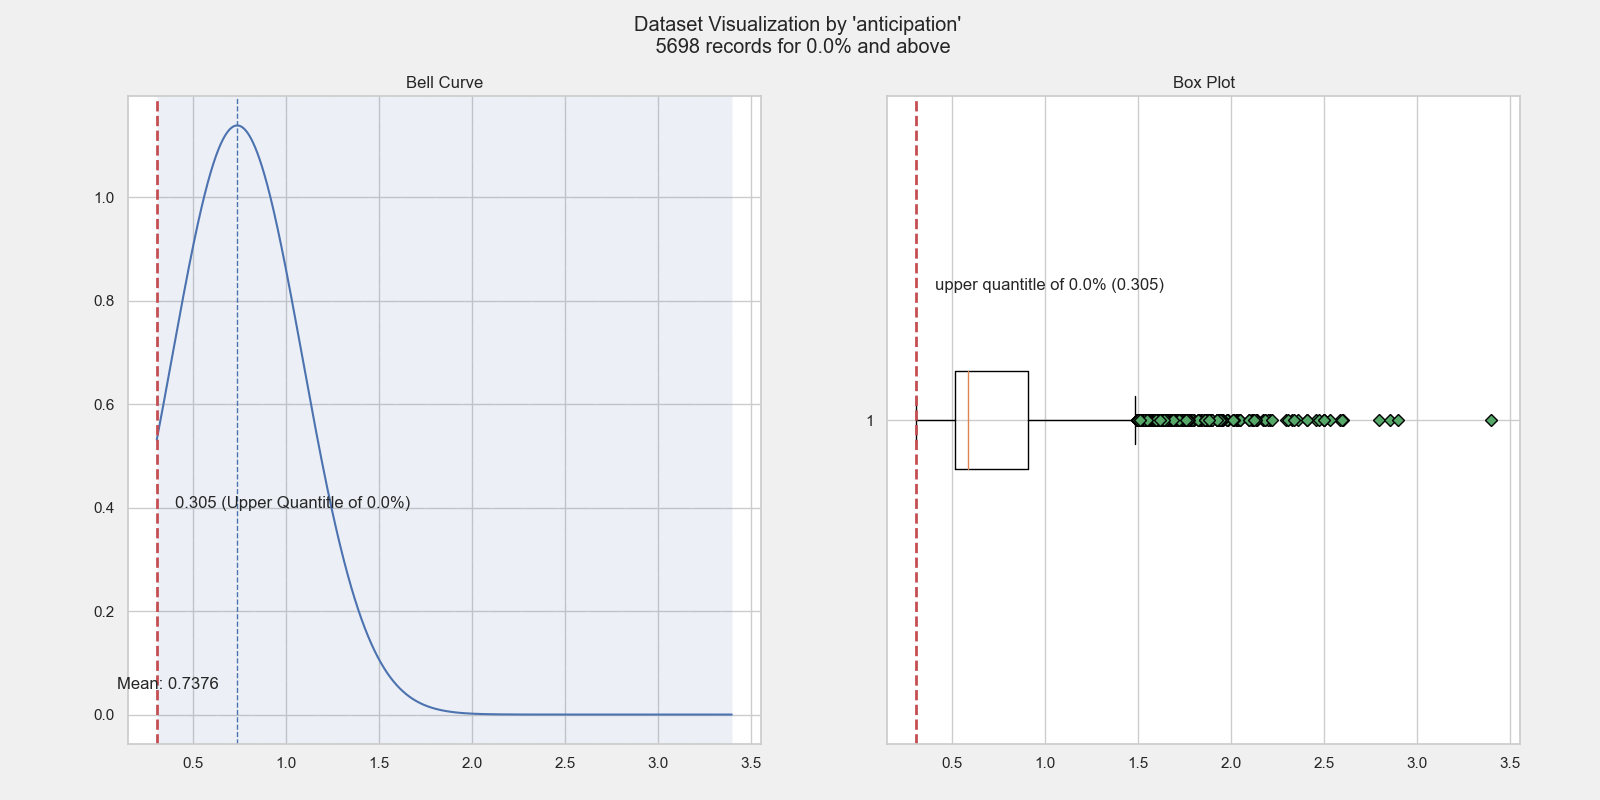 Dataset Visualization by 'anticipation'
5698 records for 0.0% and above
Bell Curve
1.0
0.8
0.6
0.4
0.2
0.0
0.305 (Upper Quantitle of 0.0%)
Mean: 0.7376
0.5 1.0 1.5 2.0 2.5 3.0 3.5
Box Plot
upper quantitle of 0.0% (0.305)
1
0.5 1.0 1.5 2.0 2.5 3.0 3.5